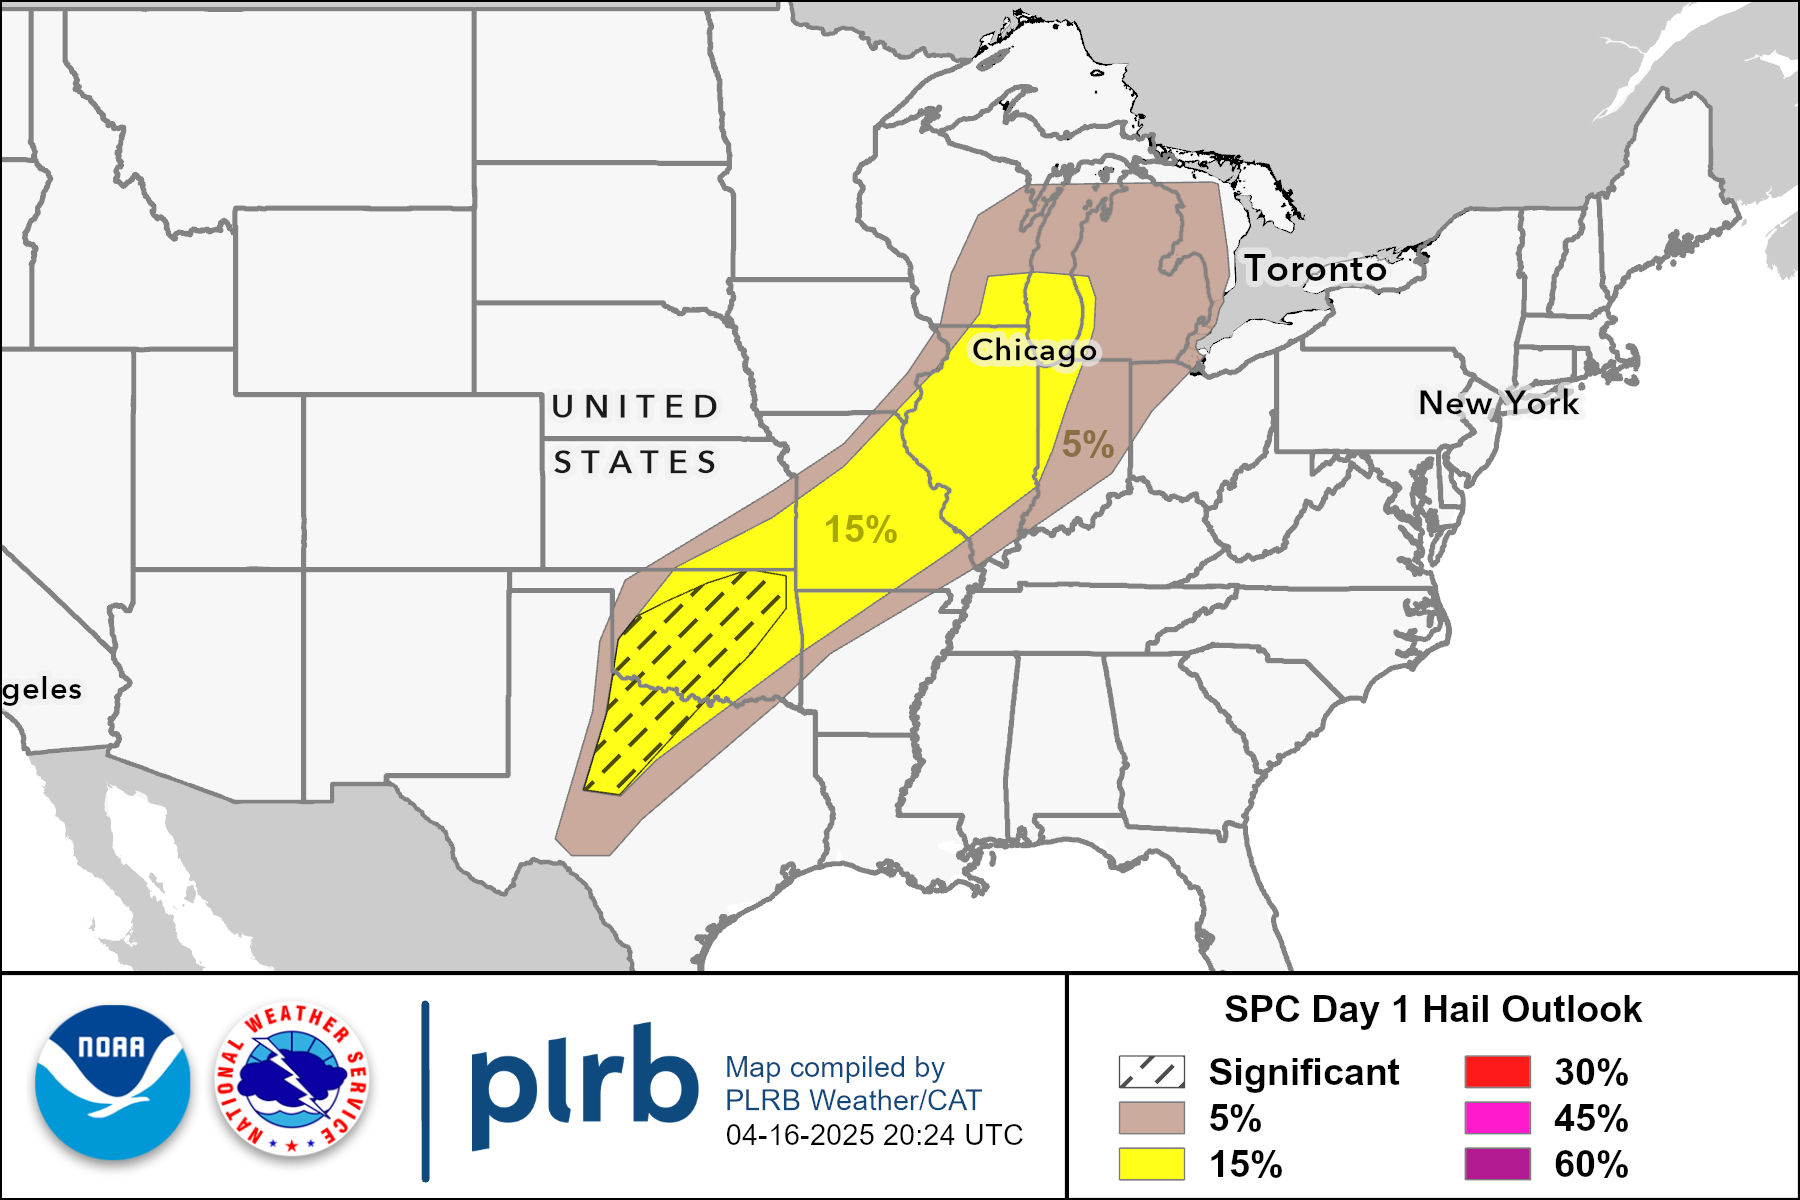 Toronto
Chicago
UNITED
STATES
New York
5%
15%
geles
NOAA
NATIONAL WEATHER SERVICE
plrb
Map compiled by
PLRB Weather/CAT
04-16-2025 20:24 UTC
SPC Day 1 Hail Outlook
Significant
5%
15%
30%
45%
60%